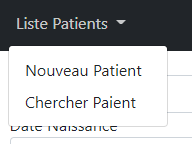 Liste Patients
Nouveau Patient
Chercher Paient
Date Naissance